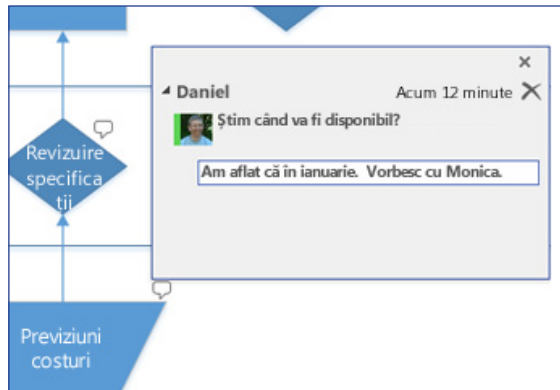 Daniel
Acum 12 minute
Știm când va fi disponibil?
Am aflat că în ianuarie. Vorbesc cu Monica.
Revizuire
specifica
tii
Previziuni
costuri